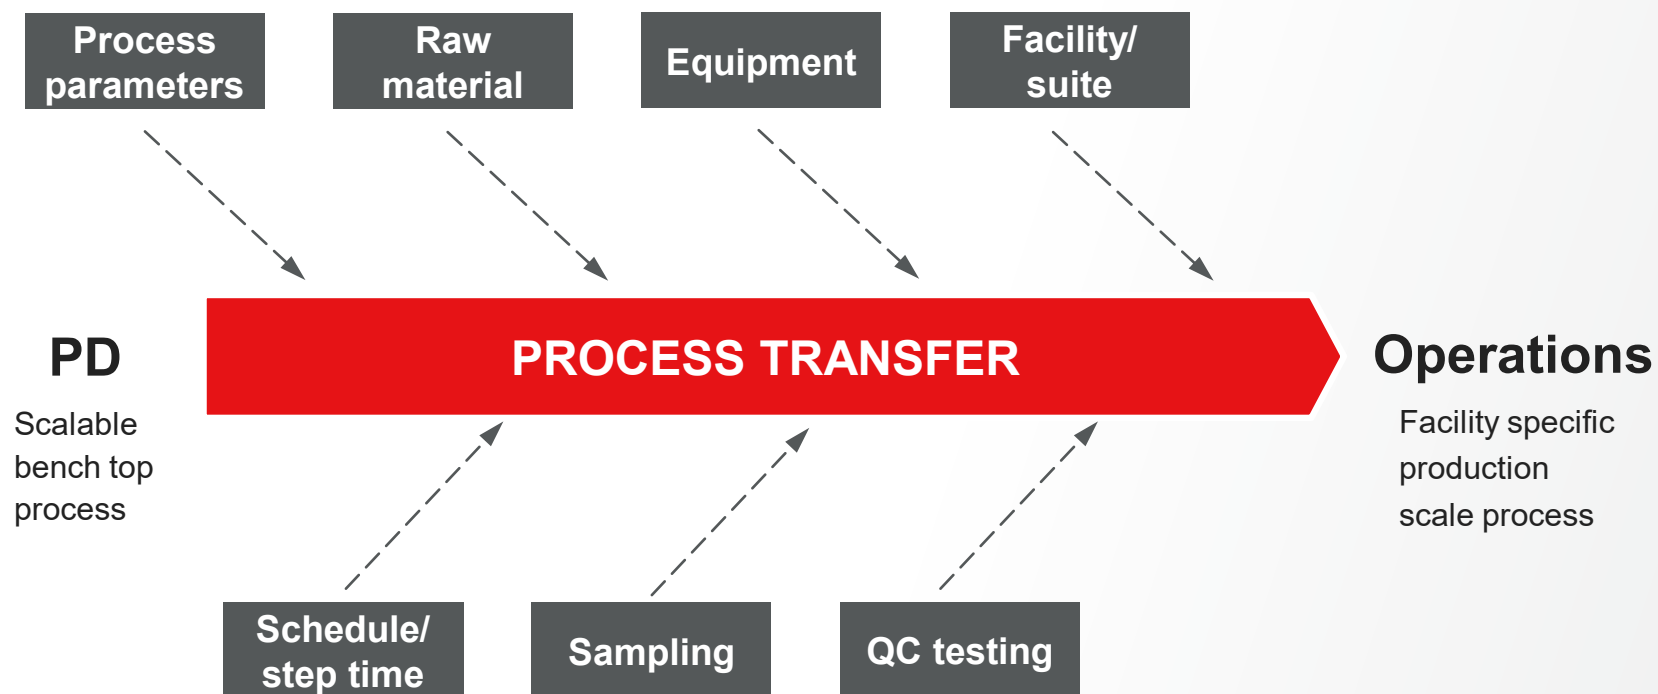 Process
parameters
Raw
material
Equipment
Facility/
suite
PD
Scalable
bench top
process
PROCESS TRANSFER
Operations
Facility specific
production
scale process
Schedule/
step time
Sampling
QC testing